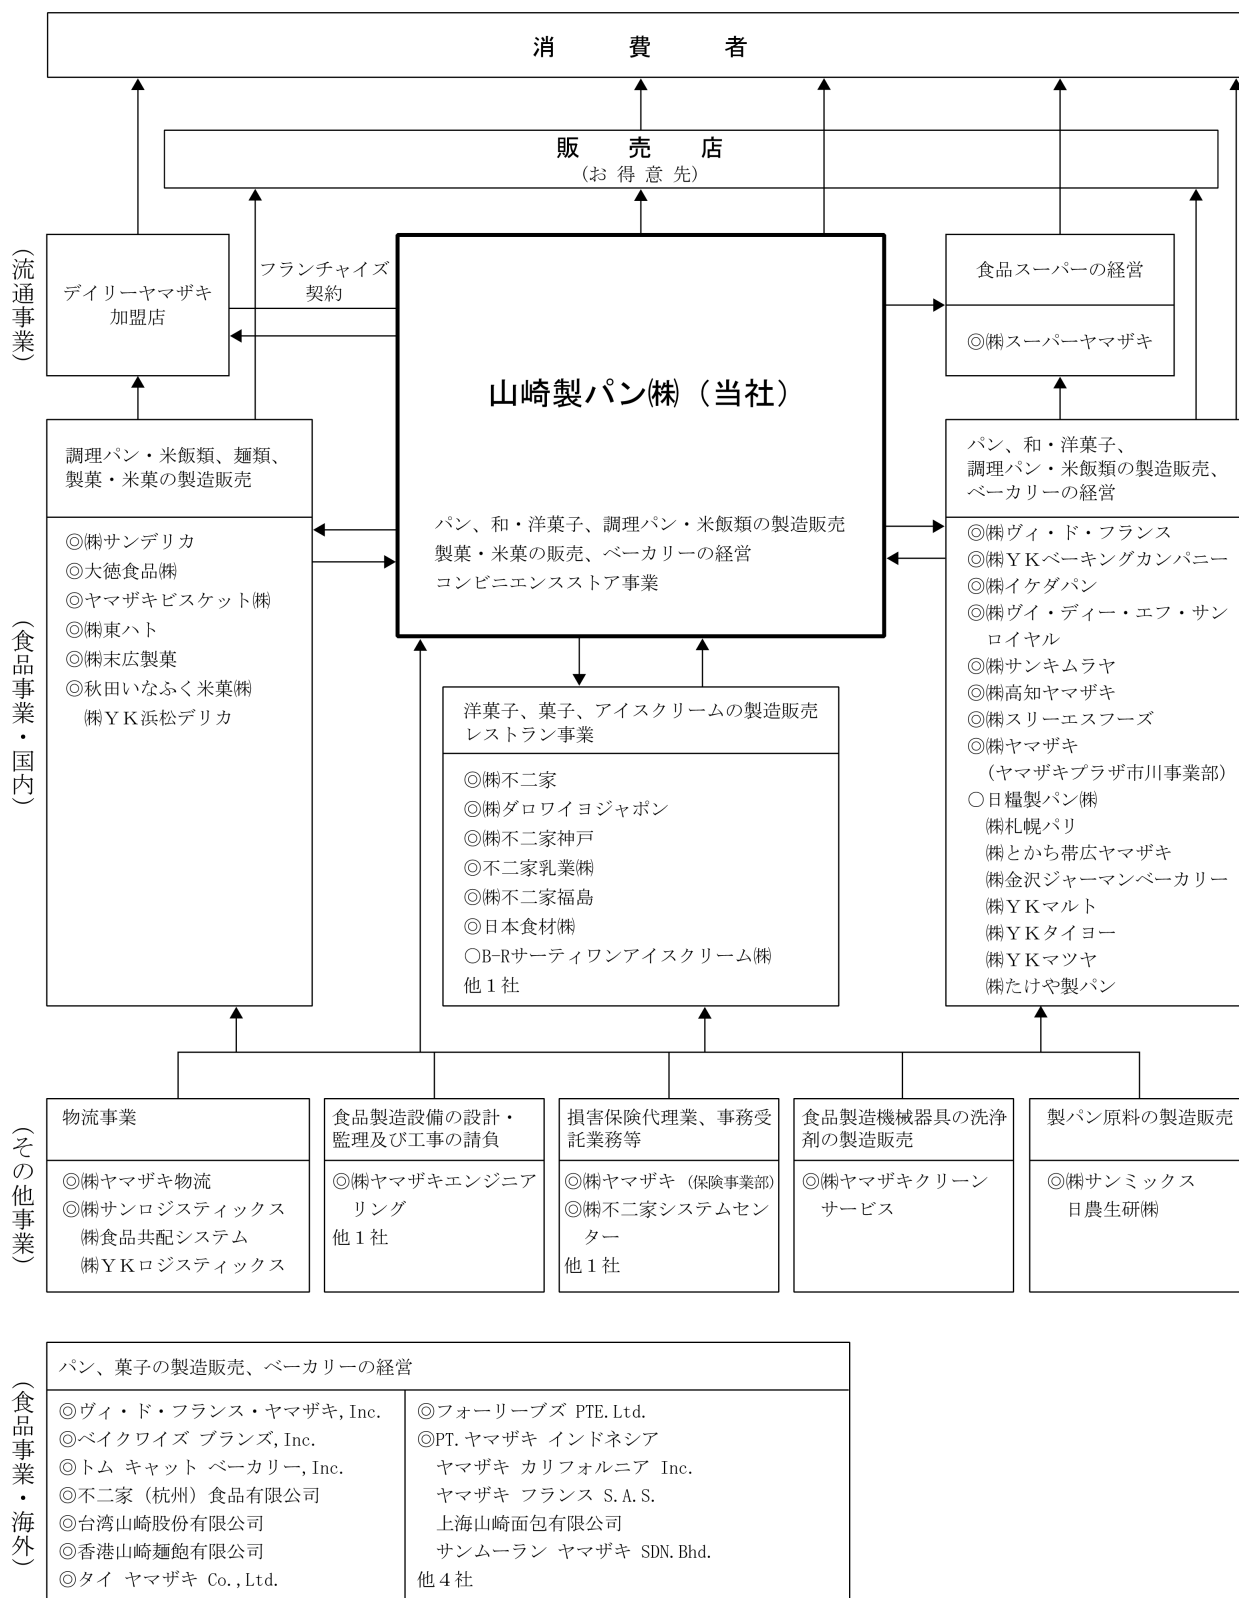 消費者
販売店
(お得意先)
(流通事業)
デイリーヤマザキ
加盟店
フランチャイズ
契約
山崎製パン㈱（当社）
パン、和・洋菓子、調理パン・米飯類の製造販売
製菓・米菓の販売、ベーカリーの経営
コンビニエンスストア事業
食品スーパーの経営
◎㈱スーパーヤマザキ
(食品事業・国内)
調理パン・米飯類、麺類、
製菓・米菓の製造販売
◎㈱サンデリカ
◎大徳食品㈱
◎ヤマザキビスケット㈱
◎㈱東ハト
◎㈱末広製菓
◎秋田いなふく米菓㈱
㈱ＹＫ浜松デリカ
洋菓子、菓子、アイスクリームの製造販売
レストラン事業
◎㈱不二家
◎㈱ダロワイヨジャポン
◎㈱不二家神戸
◎不二家乳業㈱
◎㈱不二家福島
◎日本食材㈱
○B-Rサーティワンアイスクリーム㈱
他１社
パン、和・洋菓子、
調理パン・米飯類の製造販売、
ベーカリーの経営
◎㈱ヴィ・ド・フランス
◎㈱ＹＫベーキングカンパニー
◎㈱イケダパン
◎㈱ヴイ・ディー・エフ・サン
ロイヤル
◎㈱サンキムラヤ
◎㈱高知ヤマザキ
◎㈱スリーエスフーズ
◎㈱ヤマザキ
（ヤマザキプラザ市川事業部）
○日糧製パン㈱
㈱札幌パリ
㈱とかち帯広ヤマザキ
㈱金沢ジャーマンベーカリー
㈱ＹＫマルト
㈱ＹＫタイヨー
㈱ＹＫマツヤ
㈱たけや製パン
(その他事業)
物流事業
◎㈱ヤマザキ物流
◎㈱サンロジスティックス
㈱食品共配システム
㈱ＹＫロジスティックス
食品製造設備の設計・
監理及び工事の請負
◎㈱ヤマザキエンジニア
リング
他１社
損害保険代理業、事務受
託業務等
◎㈱ヤマザキ（保険事業部）
◎㈱不二家システムセン
ター
他１社
食品製造機械器具の洗浄
剤の製造販売
◎㈱ヤマザキクリーン
サービス
製パン原料の製造販売
◎㈱サンミックス
日農生研㈱
(食品事業・海外)
パン、菓子の製造販売、ベーカリーの経営
◎ヴィ・ド・フランス・ヤマザキ,Inc.
◎ベイクワイズ ブランズ,Inc.
◎トム キャット ベーカリー,Inc.
◎不二家（杭州）食品有限公司
◎台湾山崎股份有限公司
◎香港山崎麺飽有限公司
◎タイ ヤマザキ Co.,Ltd.
◎フォーリーブズ PTE.Ltd.
◎PT.ヤマザキ インドネシア
ヤマザキ カリフォルニア Inc.
ヤマザキ フランス S.A.S.
上海山崎面包有限公司
サンムーラン ヤマザキ SDN.Bhd.
他４社